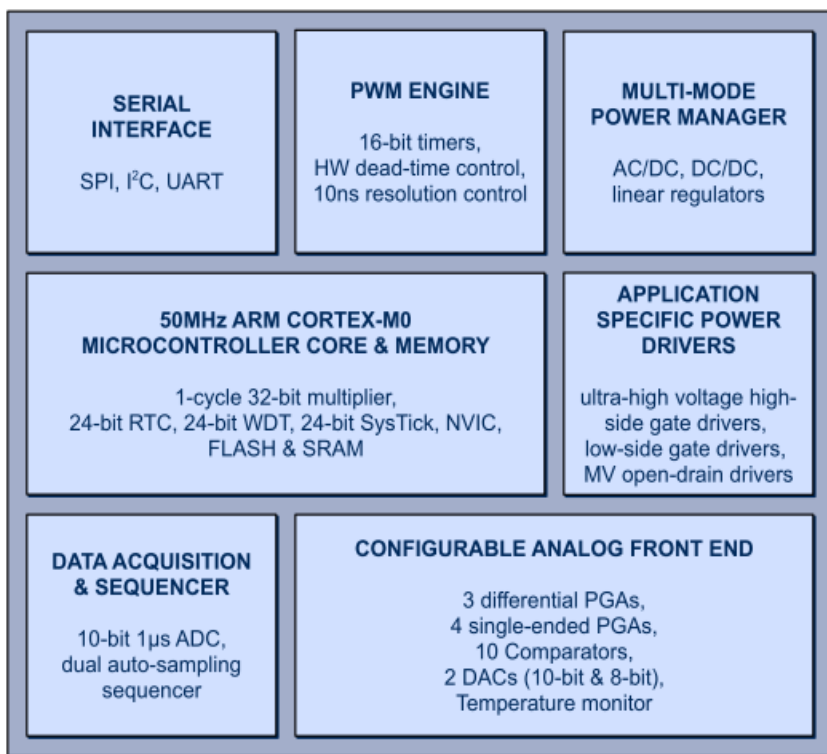 SERIAL
INTERFACE
SPI, I²C, UART
PWM ENGINE
16-bit timers,
HW dead-time control,
10ns resolution control
MULTI-MODE
POWER MANAGER
AC/DC, DC/DC,
linear regulators
50MHz ARM CORTEX-M0
MICROCONTROLLER CORE & MEMORY
1-cycle 32-bit multiplier,
24-bit RTC, 24-bit WDT, 24-bit SysTick, NVIC,
FLASH & SRAM
APPLICATION
SPECIFIC POWER
DRIVERS
ultra-high voltage high-
side gate drivers,
low-side gate drivers,
MV open-drain drivers
DATA ACQUISITION
& SEQUENCER
10-bit 1µs ADC,
dual auto-sampling
sequencer
CONFIGURABLE ANALOG FRONT END
3 differential PGAs,
4 single-ended PGAs,
10 Comparators,
2 DACs (10-bit & 8-bit),
Temperature monitor